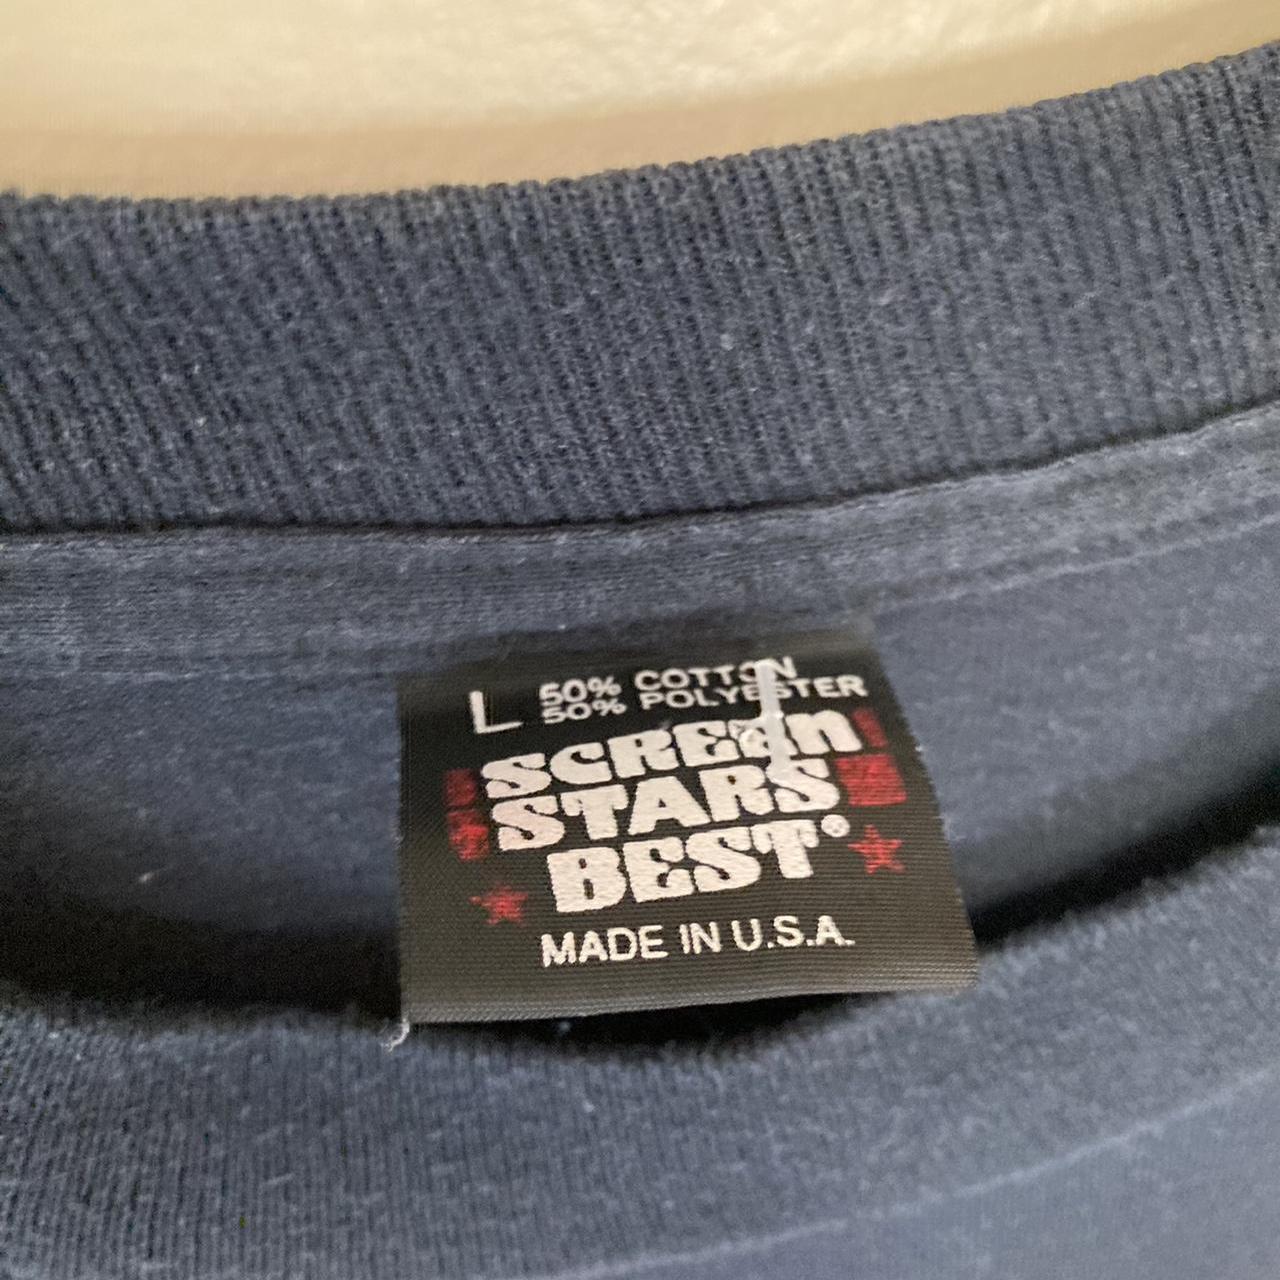 L 50% COTTON
50% POLYESTER
SCREEn
STARS
BEST®
MADE IN U.S.A.